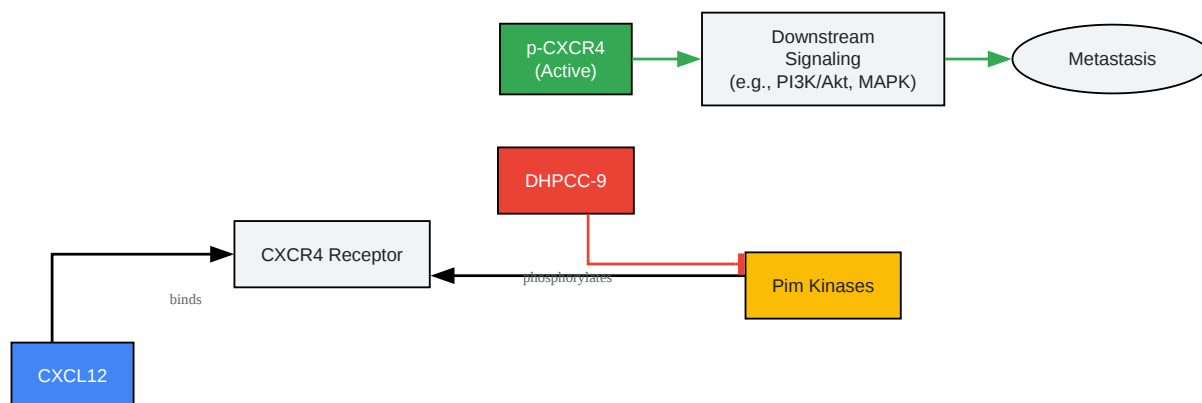 p-CXCR4
(Active)
Downstream
Signaling
(e.g., PI3K/Akt, MAPK)
Metastasis
DHPCC-9
CXCR4 Receptor
phosphorylates
Pim Kinases
binds
CXCL12